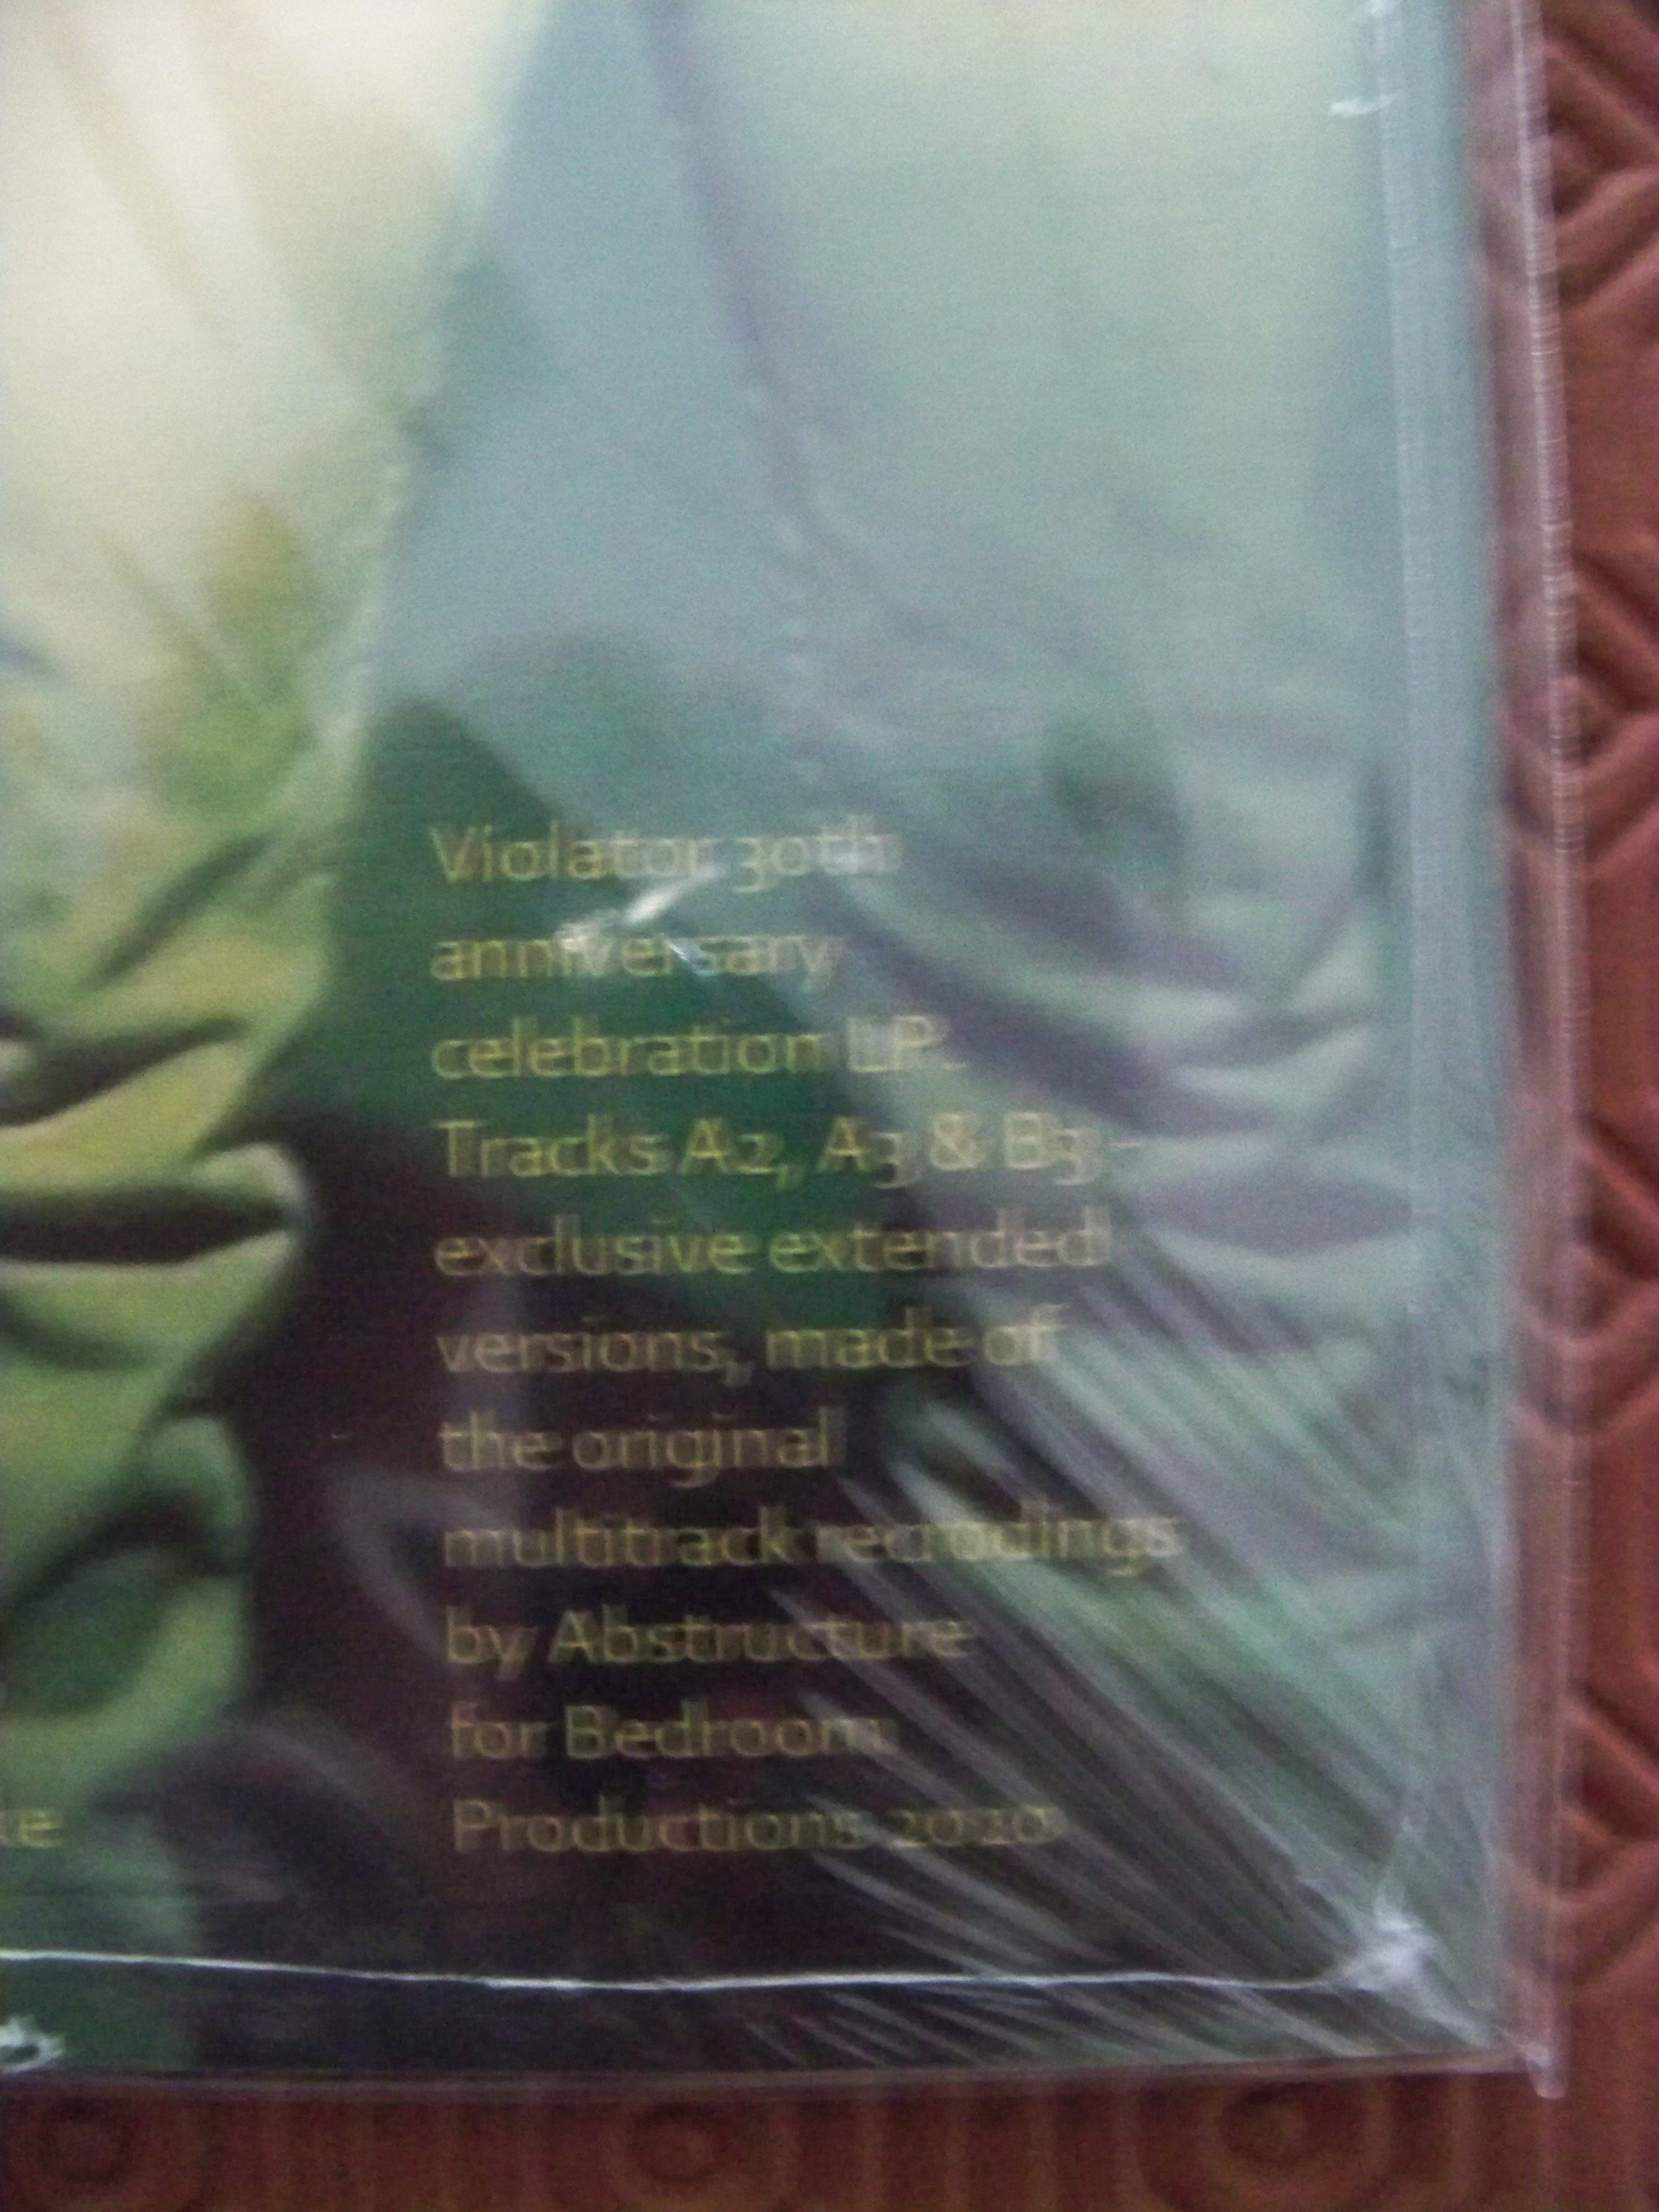 Violator 30th
anniversary
celebration LP.
Tracks A2, A3 & B3 –
exclusive extended
versions, made of
the original
multitrack recrodings
by Abstructure
for Bedroom
Productions 2020